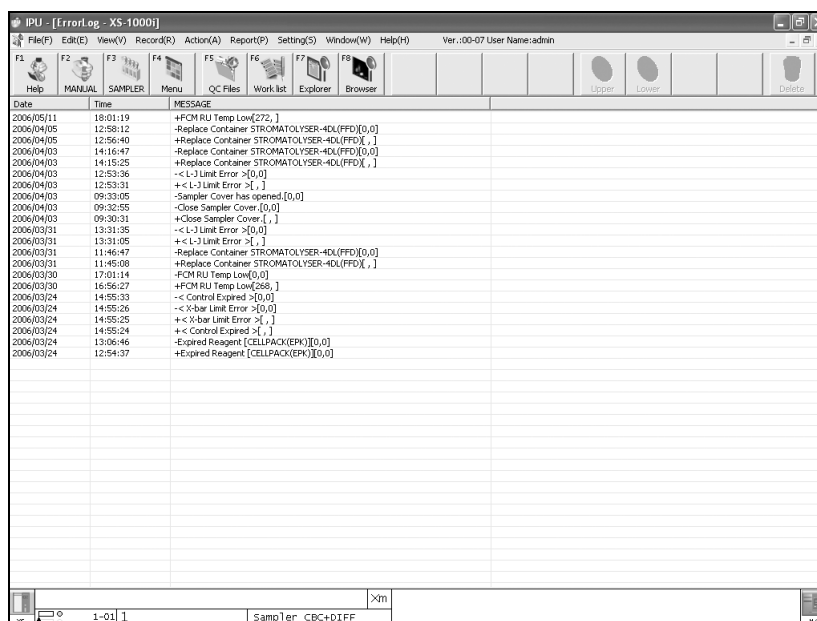 IPU - [ErrorLog - XS-1000i]
File(F) Edit(E) View(V) Record(R) Action(A) Report(P) Setting(S) Window(W) Help(H) Ver.:00-07 User Name:admin
F1 F2 F3 F4 F5 F6 F7 F8
Help MANUAL SAMPLER Menu QC Files Work list Explorer Browser Upper Lower Delete
Date Time MESSAGE
2006/05/11 18:01:19 +FCM RU Temp Low[272, ]
2006/04/05 12:58:12 -Replace Container STROMATOLYSER-4DL(FFD)[0,0]
2006/04/05 12:56:40 +Replace Container STROMATOLYSER-4DL(FFD)[ , ]
2006/04/03 14:16:47 -Replace Container STROMATOLYSER-4DL(FFD)[0,0]
2006/04/03 14:15:25 +Replace Container STROMATOLYSER-4DL(FFD)[ , ]
2006/04/03 12:53:36 -< L-J Limit Error >[0,0]
2006/04/03 12:53:31 +< L-J Limit Error >[ , ]
2006/04/03 09:33:05 -Sampler Cover has opened.[0,0]
2006/04/03 09:32:55 -Close Sampler Cover.[0,0]
2006/04/03 09:30:31 +Close Sampler Cover.[ , ]
2006/03/31 13:31:35 -< L-J Limit Error >[0,0]
2006/03/31 13:31:05 +< L-J Limit Error >[ , ]
2006/03/31 11:46:47 -Replace Container STROMATOLYSER-4DL(FFD)[0,0]
2006/03/31 11:45:08 +Replace Container STROMATOLYSER-4DL(FFD)[ , ]
2006/03/30 17:01:14 -FCM RU Temp Low[0,0]
2006/03/30 16:56:27 +FCM RU Temp Low[268, ]
2006/03/24 14:55:33 -< Control Expired >[0,0]
2006/03/24 14:55:26 -< X-bar Limit Error >[0,0]
2006/03/24 14:55:25 +< X-bar Limit Error >[ , ]
2006/03/24 14:55:24 +< Control Expired >[ , ]
2006/03/24 13:06:46 -Expired Reagent [CELLPACK(EPK)][0,0]
2006/03/24 12:54:37 +Expired Reagent [CELLPACK(EPK)][0,0]
Xm
1-01 1 Sampler CBC+DIFF